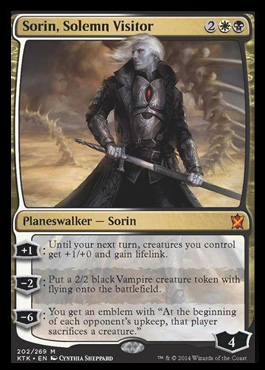 Sorin, Solemn Visitor 2
Planeswalker — Sorin
+1: Until your next turn, creatures you control
get +1/+0 and gain lifelink.
-2: Put a 2/2 black Vampire creature token with
flying onto the battlefield.
-6: You get an emblem with “At the beginning
of each opponent's upkeep, that player
sacrifices a creature.”
4
202/269 M
KTK • EN Cynthia Sheppard
™ & © 2014 Wizards of the Coast